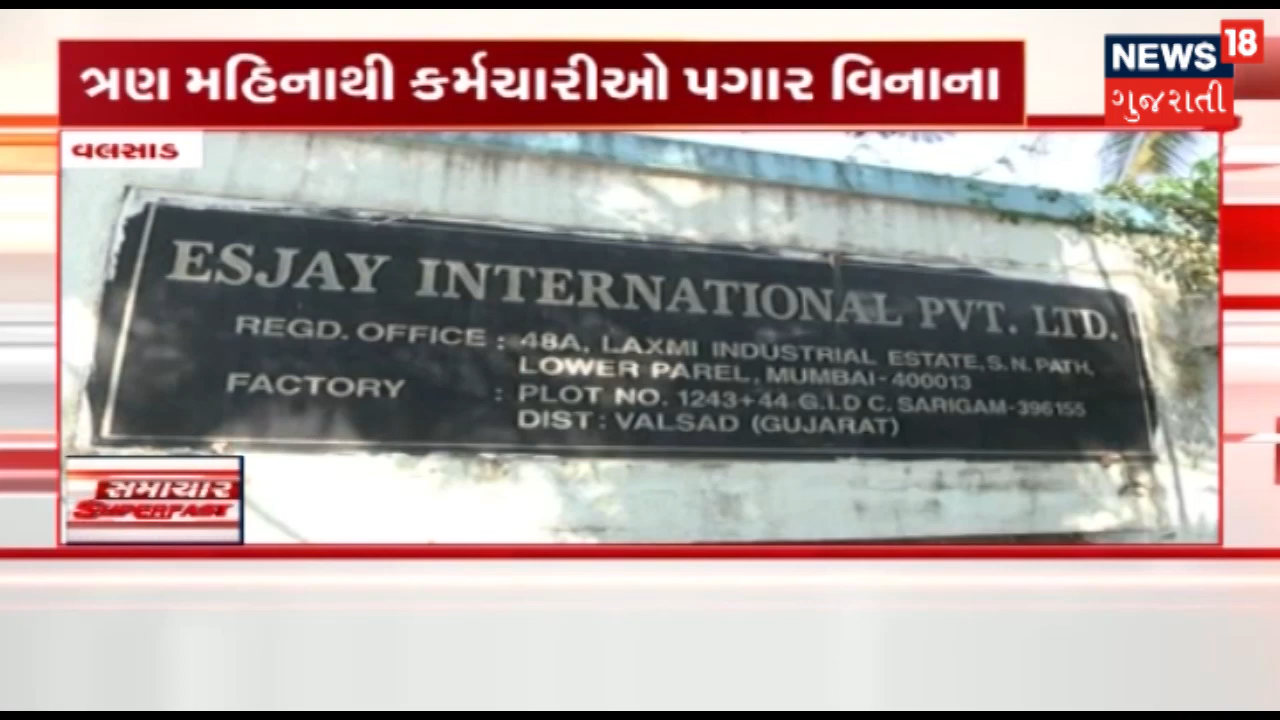 ત્રણ મહિનાથી કર્મચારીઓ પગાર વિનાના
NEWS 18
ગુજરાતી
વલસાડ
ESJAY INTERNATIONAL PVT. LTD.
REGD. OFFICE : 48A, LAXMI INDUSTRIAL ESTATE, S. N. PATH,
LOWER PAREL, MUMBAI-400013
FACTORY : PLOT NO. 1243+44 G.I.D C. SARIGAM-396155
DIST : VALSAD (GUJARAT)
સમાચાર
SUPERFAST